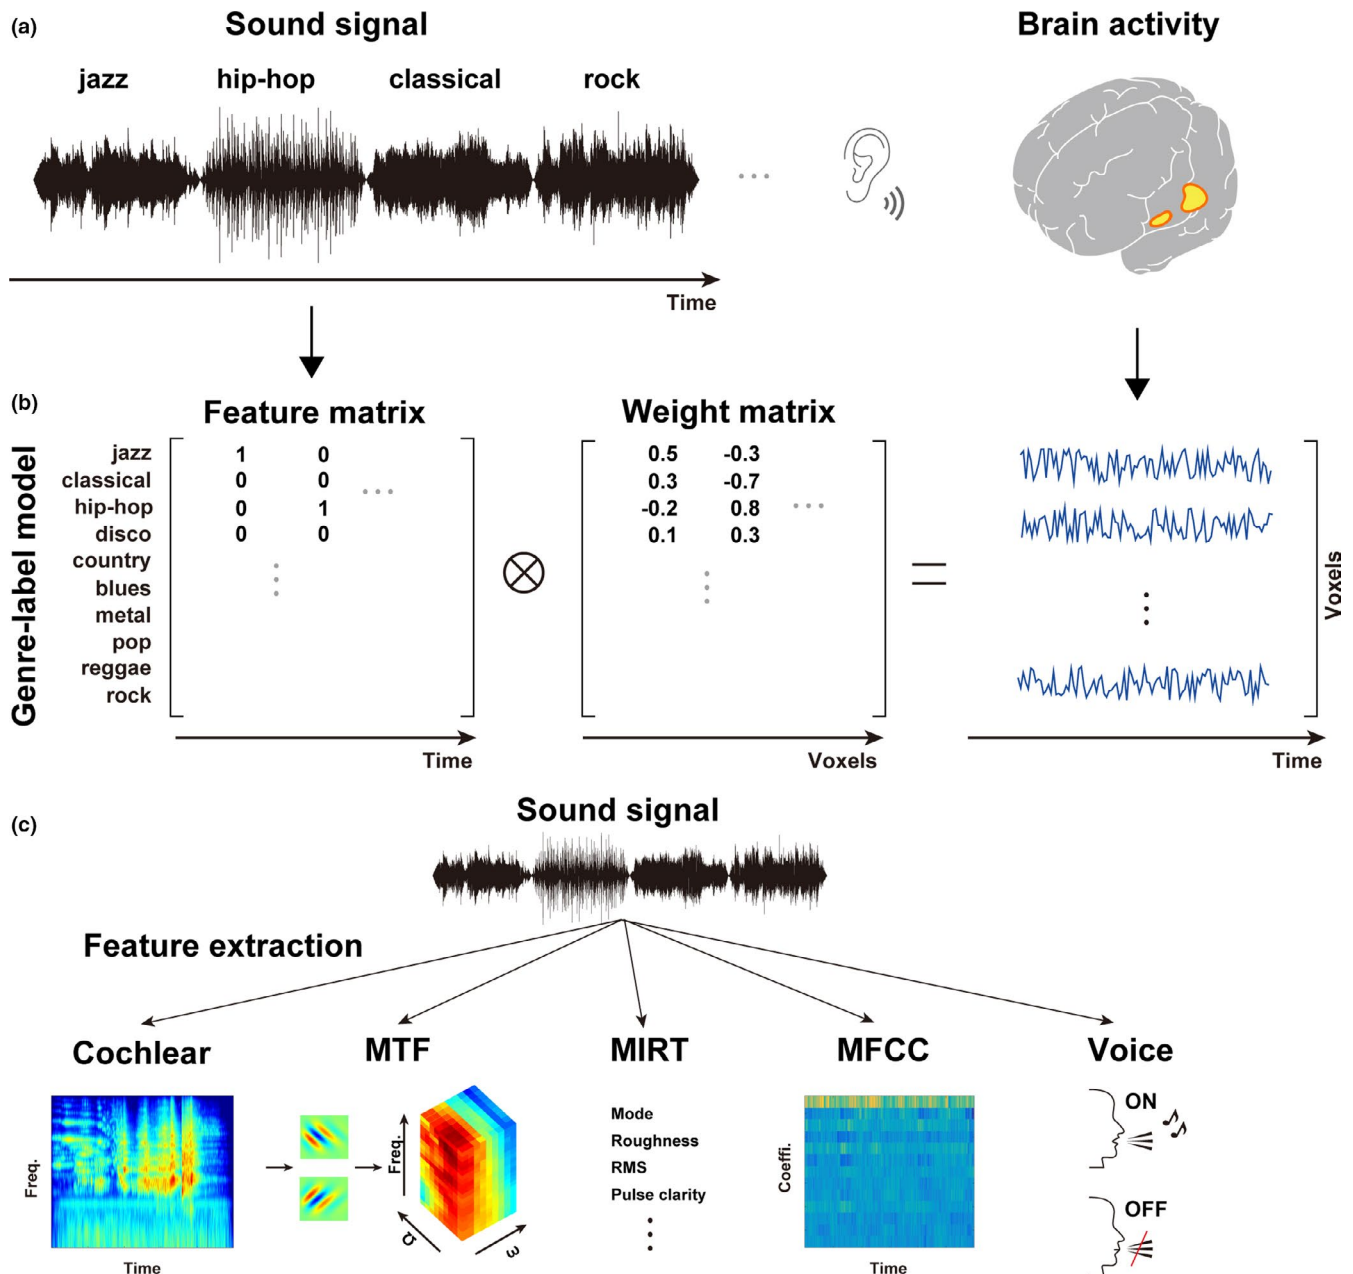 (a)
Sound signal
Brain activity
jazz hip-hop classical rock
...
Time
(b)
Genre-label model
Feature matrix
jazz 1 0
classical 0 0 ...
hip-hop 0 1
disco 0 0
country
blues
metal
pop
reggae
rock
Time
⊗
Weight matrix
0.5 -0.3
0.3 -0.7
-0.2 0.8 ...
0.1 0.3
Voxels
=
Voxels
Time
(c)
Sound signal
Feature extraction
Cochlear
Freq.
Time
MTF
Freq.
Ω
ω
MIRT
Mode
Roughness
RMS
Pulse clarity
MFCC
Coeffi.
Time
Voice
ON
OFF